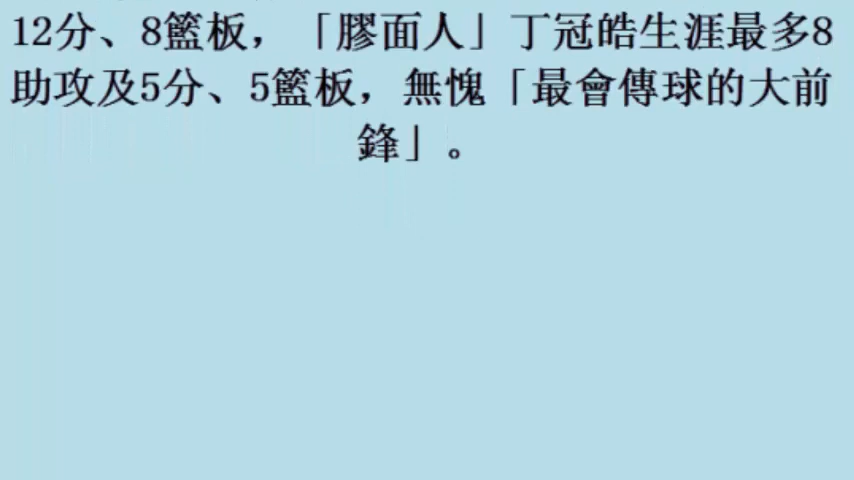 12分、8籃板，「膠面人」丁冠皓生涯最多8
助攻及5分、5籃板，無愧「最會傳球的大前
鋒」。